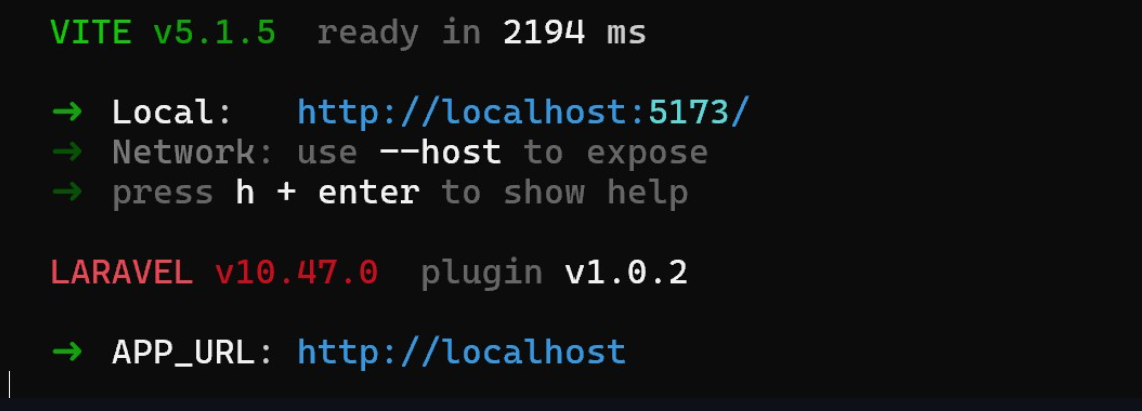 VITE v5.1.5 ready in 2194 ms
➜ Local: http://localhost:5173/
➜ Network: use --host to expose
➜ press h + enter to show help
LARAVEL v10.47.0 plugin v1.0.2
➜ APP_URL: http://localhost